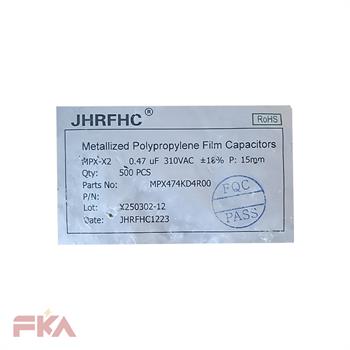 JHRFHC®
RoHS
Metallized Polypropylene Film Capacitors
MPX-X2 0.47 uF 310VAC ±10% P: 15mm
Qty: 500 PCS
Parts No: MPX474KD4R00
P/N:
Lot: X250302-12
Date: JHRFHC1223
FQC
PASS
FKA